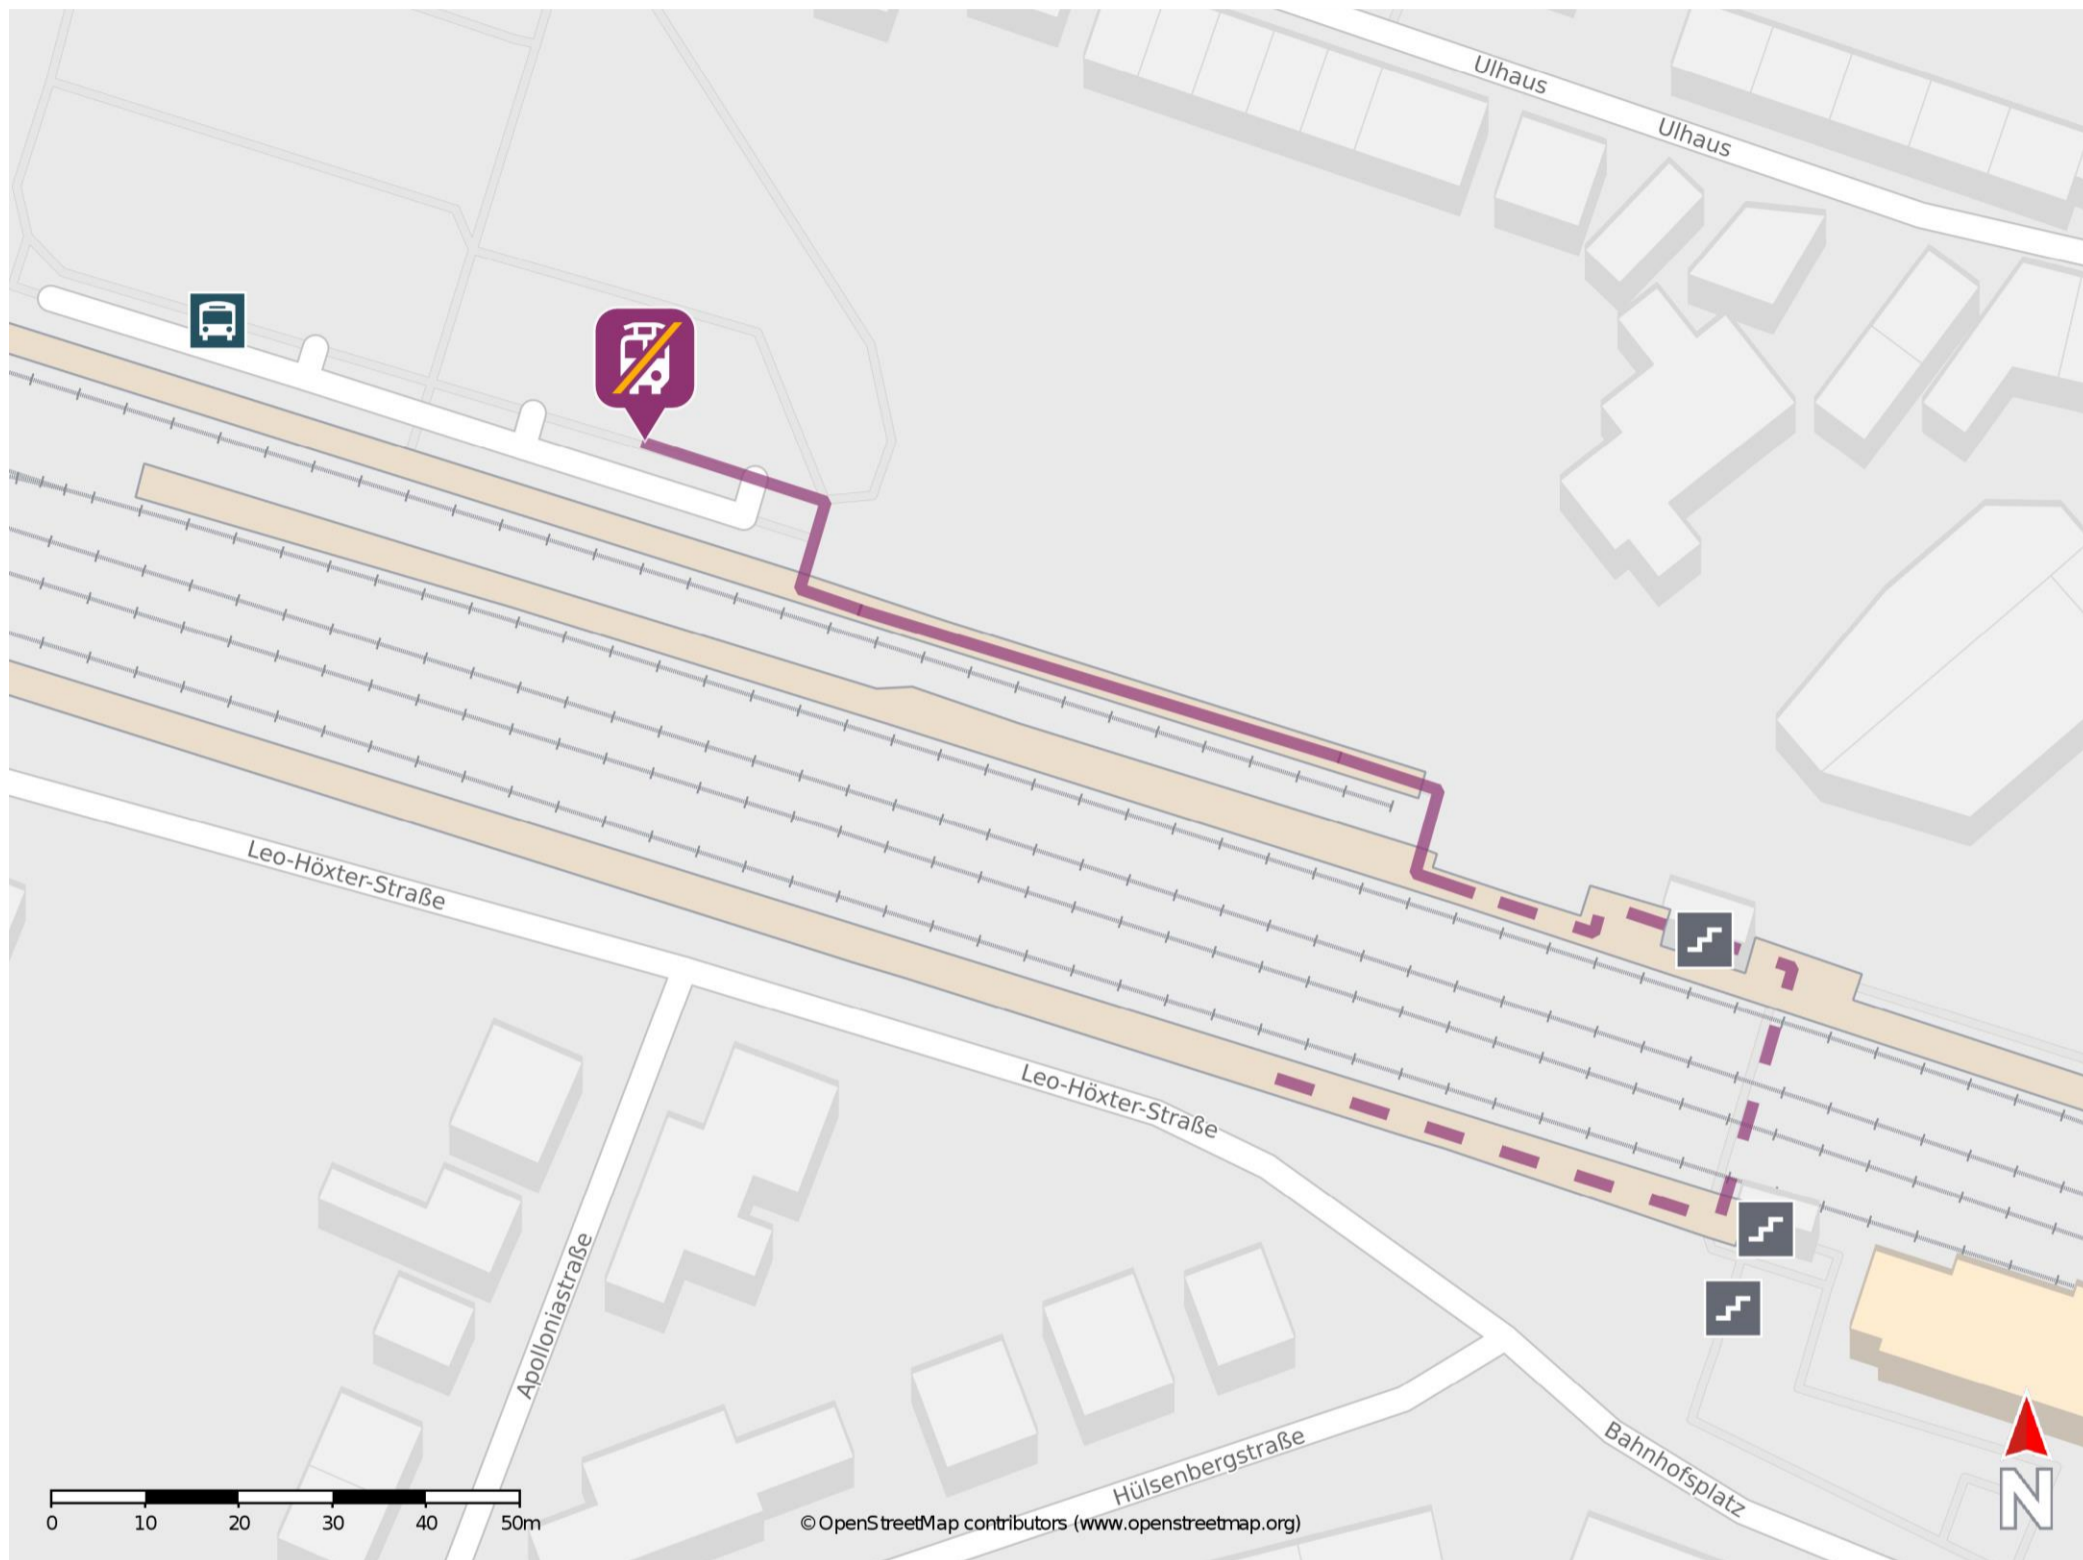 Ulhaus
Ulhaus
Leo-Höxter-Straße
Leo-Höxter-Straße
Apolloniastraße
Hülsenbergstraße
Bahnhofsplatz
N
0 10 20 30 40 50m
© OpenStreetMap contributors (www.openstreetmap.org)